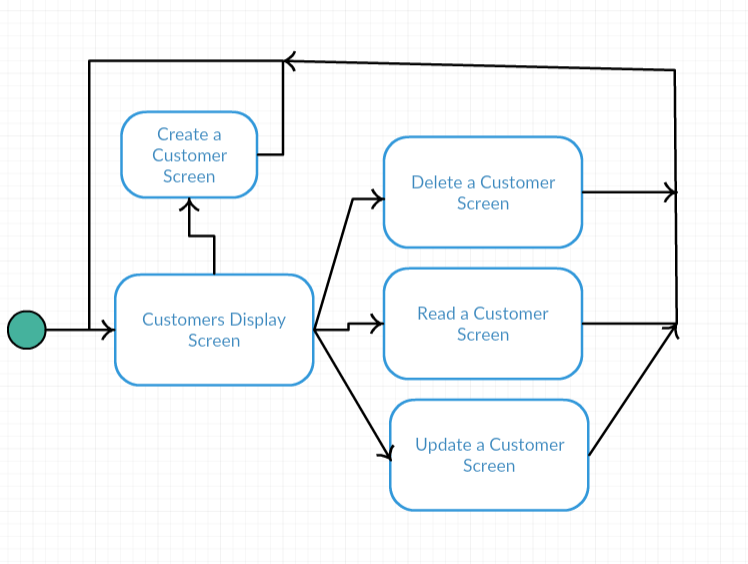 Create a
Customer
Screen
Delete a Customer
Screen
Customers Display
Screen
Read a Customer
Screen
Update a Customer
Screen